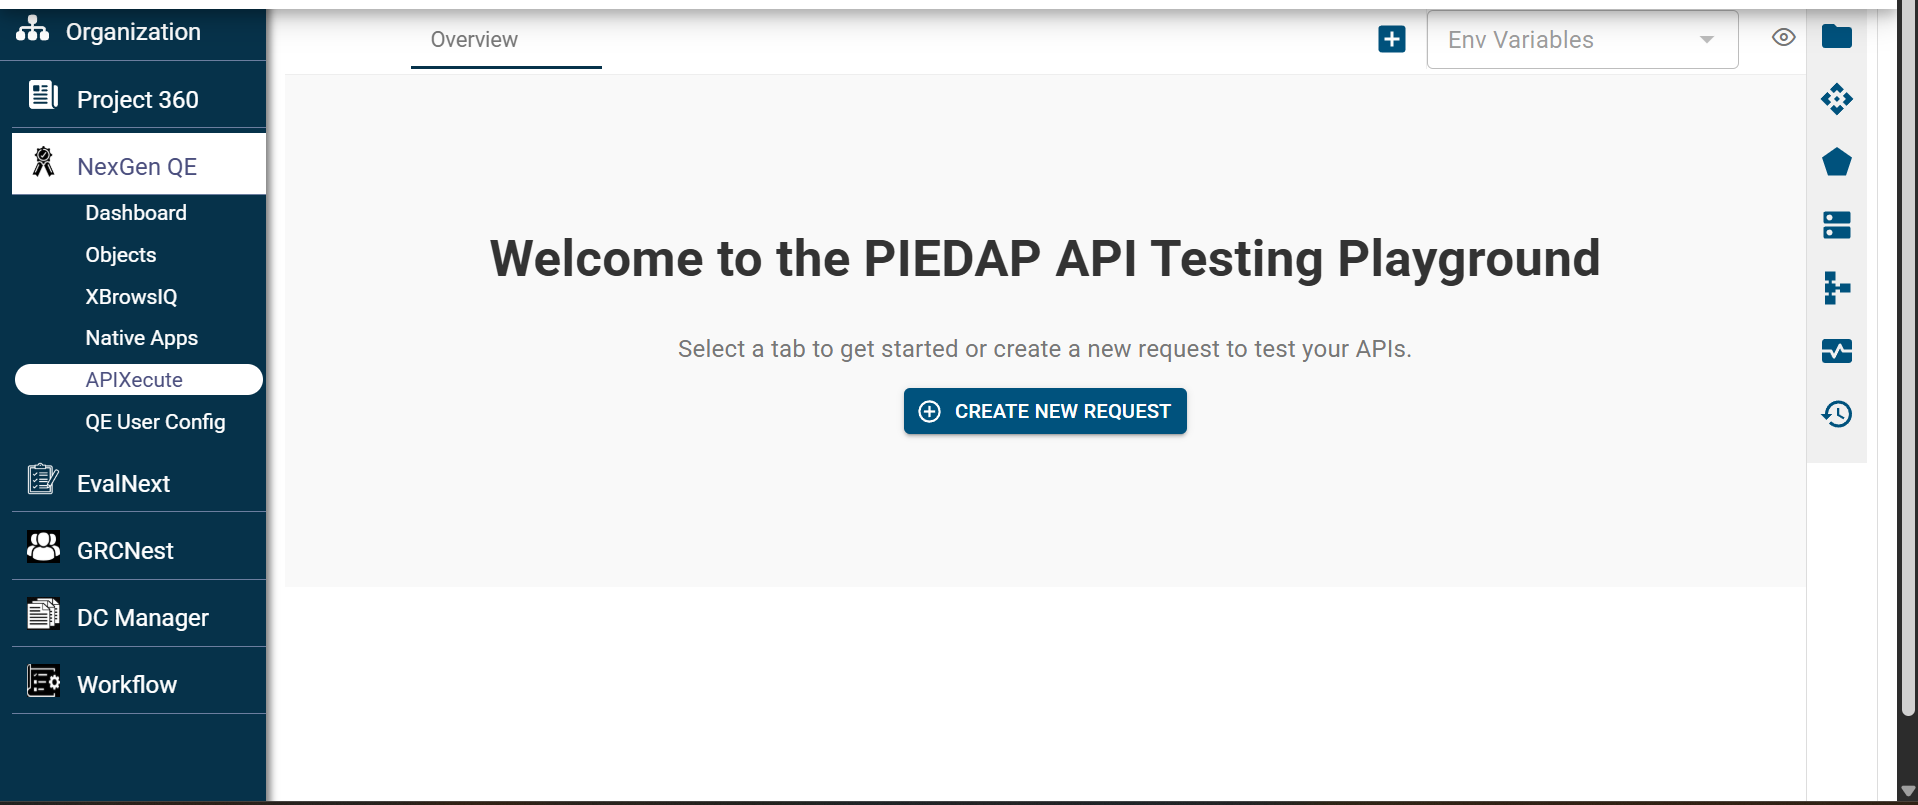 Organization
Project 360
NexGen QE
Dashboard
Objects
XBrowsIQ
Native Apps
APIXecute
QE User Config
EvalNext
GRCNest
DC Manager
Workflow
Overview
Env Variables
Welcome to the PIEDAP API Testing Playground
Select a tab to get started or create a new request to test your APIs.
CREATE NEW REQUEST